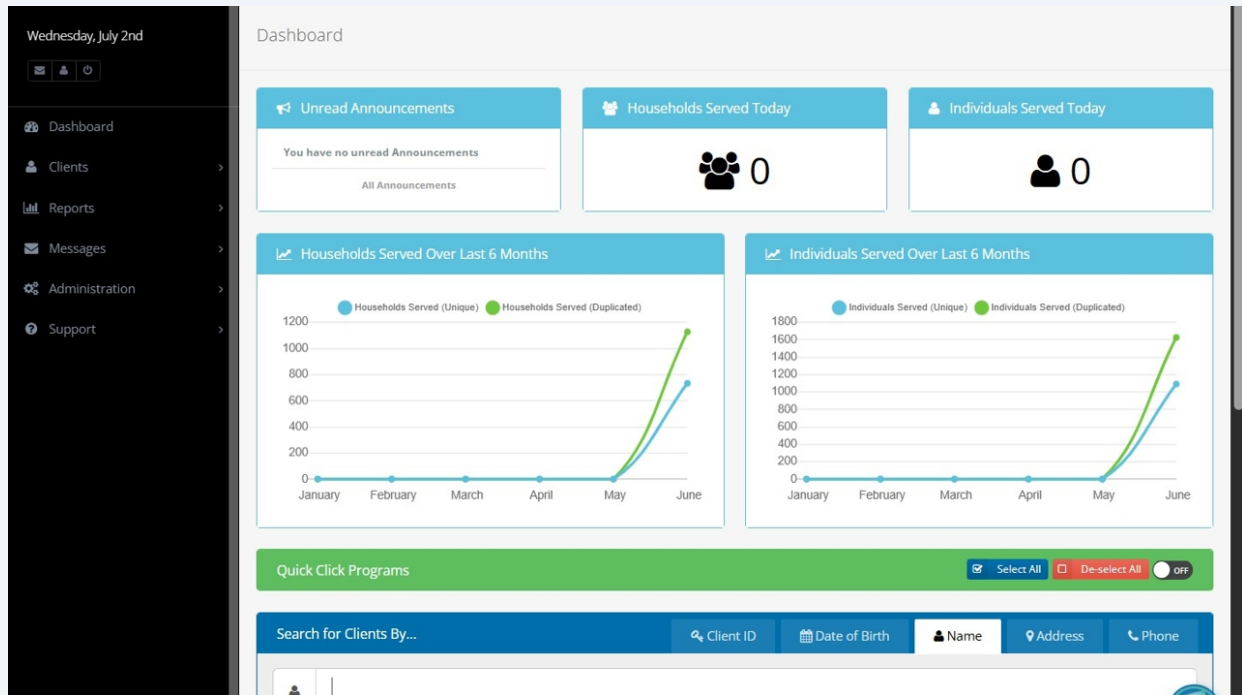 Wednesday, July 2nd
Dashboard
Clients
Reports
Messages
Administration
Support
Dashboard
Unread Announcements
You have no unread Announcements
All Announcements
Households Served Today
0
Individuals Served Today
0
Households Served Over Last 6 Months
Households Served (Unique) Households Served (Duplicated)
1200
1000
800
600
400
200
0
January February March April May June
Individuals Served Over Last 6 Months
Individuals Served (Unique) Individuals Served (Duplicated)
1800
1600
1400
1200
1000
800
600
400
200
0
January February March April May June
Quick Click Programs
Select All De-select All OFF
Search for Clients By...
Client ID Date of Birth Name Address Phone